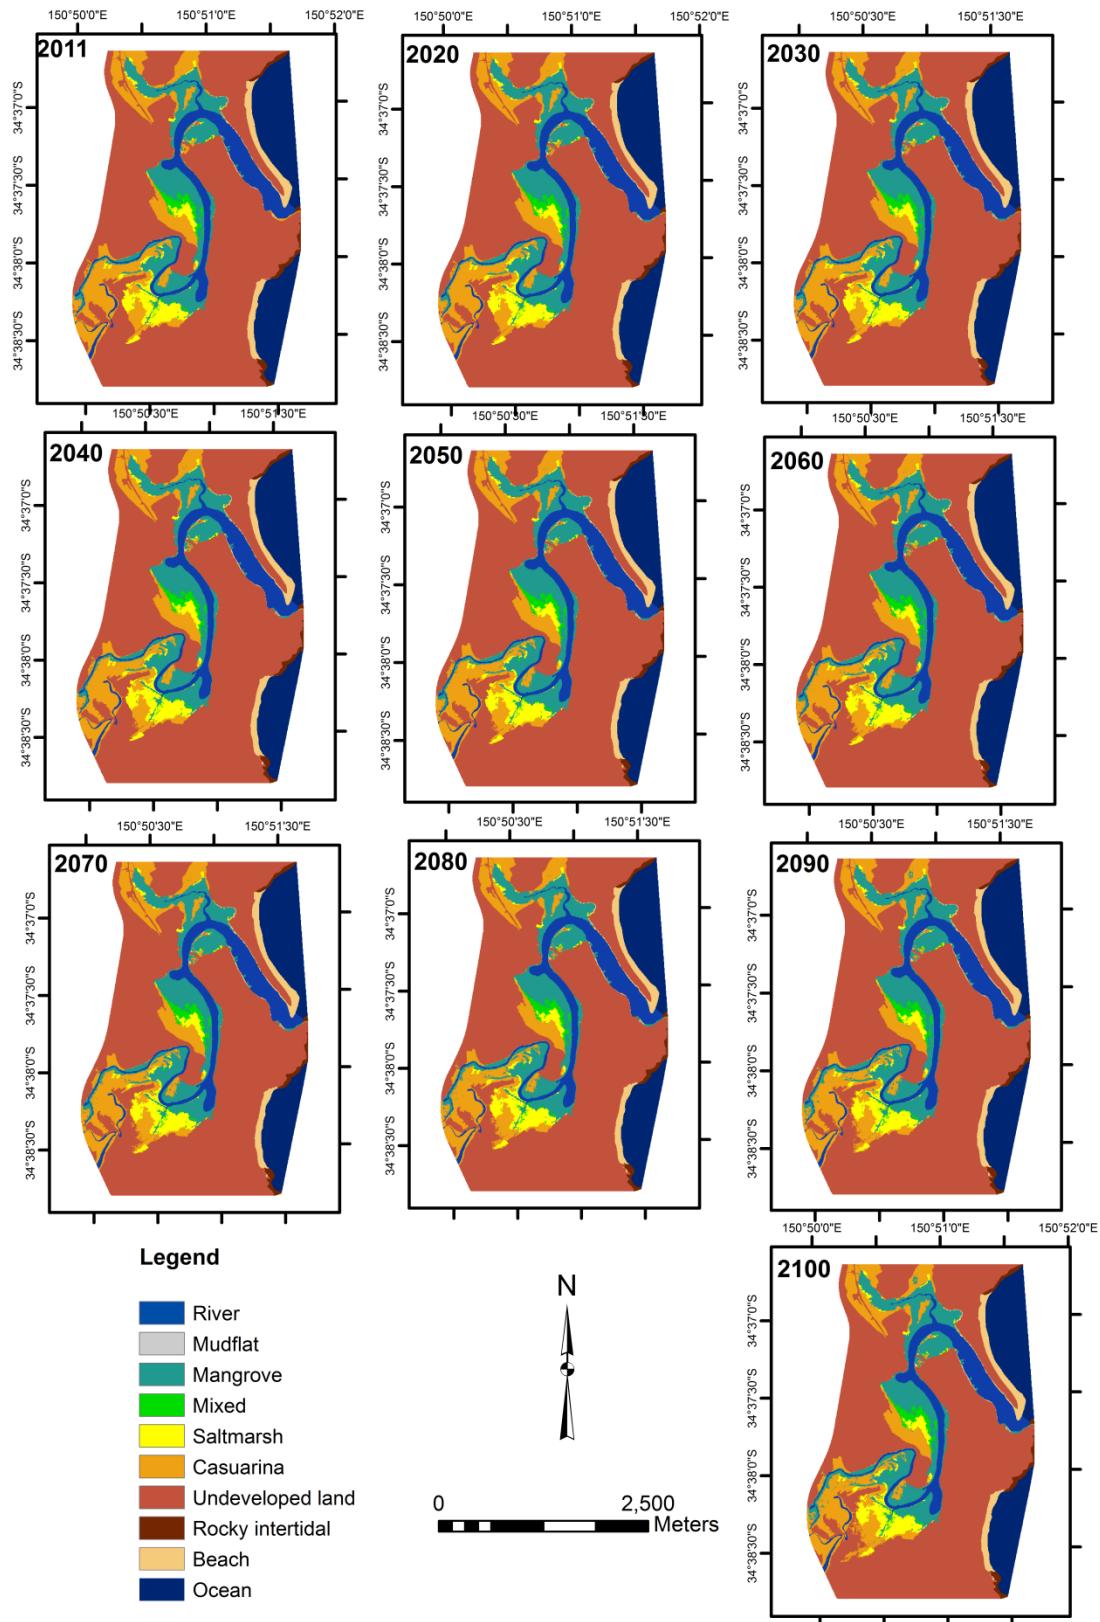 150°50'0"E 150°51'0"E 150°52'0"E
2011
34°37'0"S
34°37'30"S
34°38'0"S
34°38'30"S
150°50'0"E 150°51'0"E 150°52'0"E
2020
34°37'0"S
34°37'30"S
34°38'0"S
34°38'30"S
150°50'30"E 150°51'30"E
2030
34°37'0"S
34°37'30"S
34°38'0"S
34°38'30"S
150°50'30"E 150°51'30"E
2040
34°37'0"S
34°37'30"S
34°38'0"S
34°38'30"S
150°50'30"E 150°51'30"E
2050
34°37'0"S
34°37'30"S
34°38'0"S
34°38'30"S
150°50'30"E 150°51'30"E
2060
34°37'0"S
34°37'30"S
34°38'0"S
34°38'30"S
150°50'30"E 150°51'30"E
2070
34°37'0"S
34°37'30"S
34°38'0"S
34°38'30"S
150°50'30"E 150°51'30"E
2080
34°37'0"S
34°37'30"S
34°38'0"S
34°38'30"S
150°50'30"E 150°51'30"E
2090
34°37'0"S
34°37'30"S
34°38'0"S
34°38'30"S
150°50'0"E 150°51'0"E 150°52'0"E
2100
34°37'0"S
34°37'30"S
34°38'0"S
34°38'30"S
Legend
River
Mudflat
Mangrove
Mixed
Saltmarsh
Casuarina
Undeveloped land
Rocky intertidal
Beach
Ocean
N
0 2,500
Meters